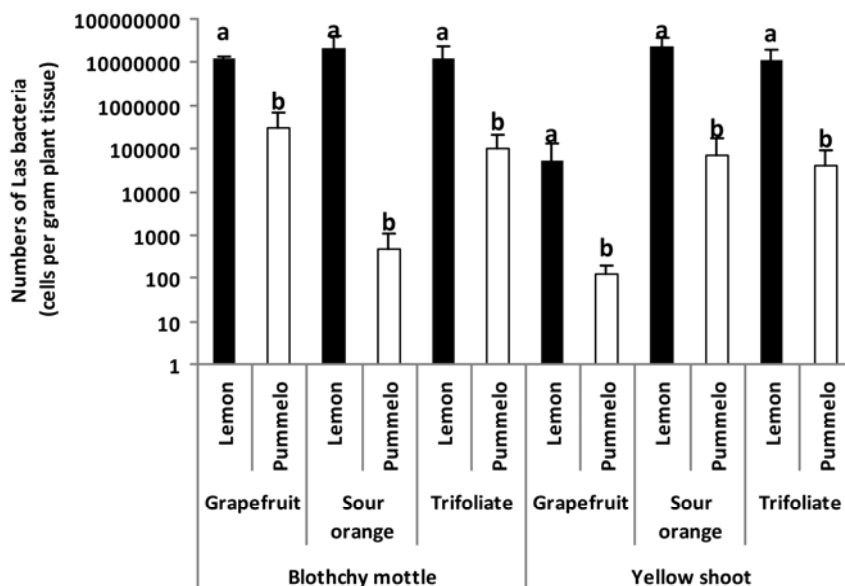 Numbers of Las bacteria
(cells per gram plant tissue)
100000000
10000000
1000000
100000
10000
1000
100
10
1
a
b
a
b
a
b
a
b
a
b
a
b
Lemon
Pummelo
Lemon
Pummelo
Lemon
Pummelo
Lemon
Pummelo
Lemon
Pummelo
Lemon
Pummelo
Grapefruit
Sour
orange
Trifoliate
Grapefruit
Sour
orange
Trifoliate
Blothchy mottle
Yellow shoot